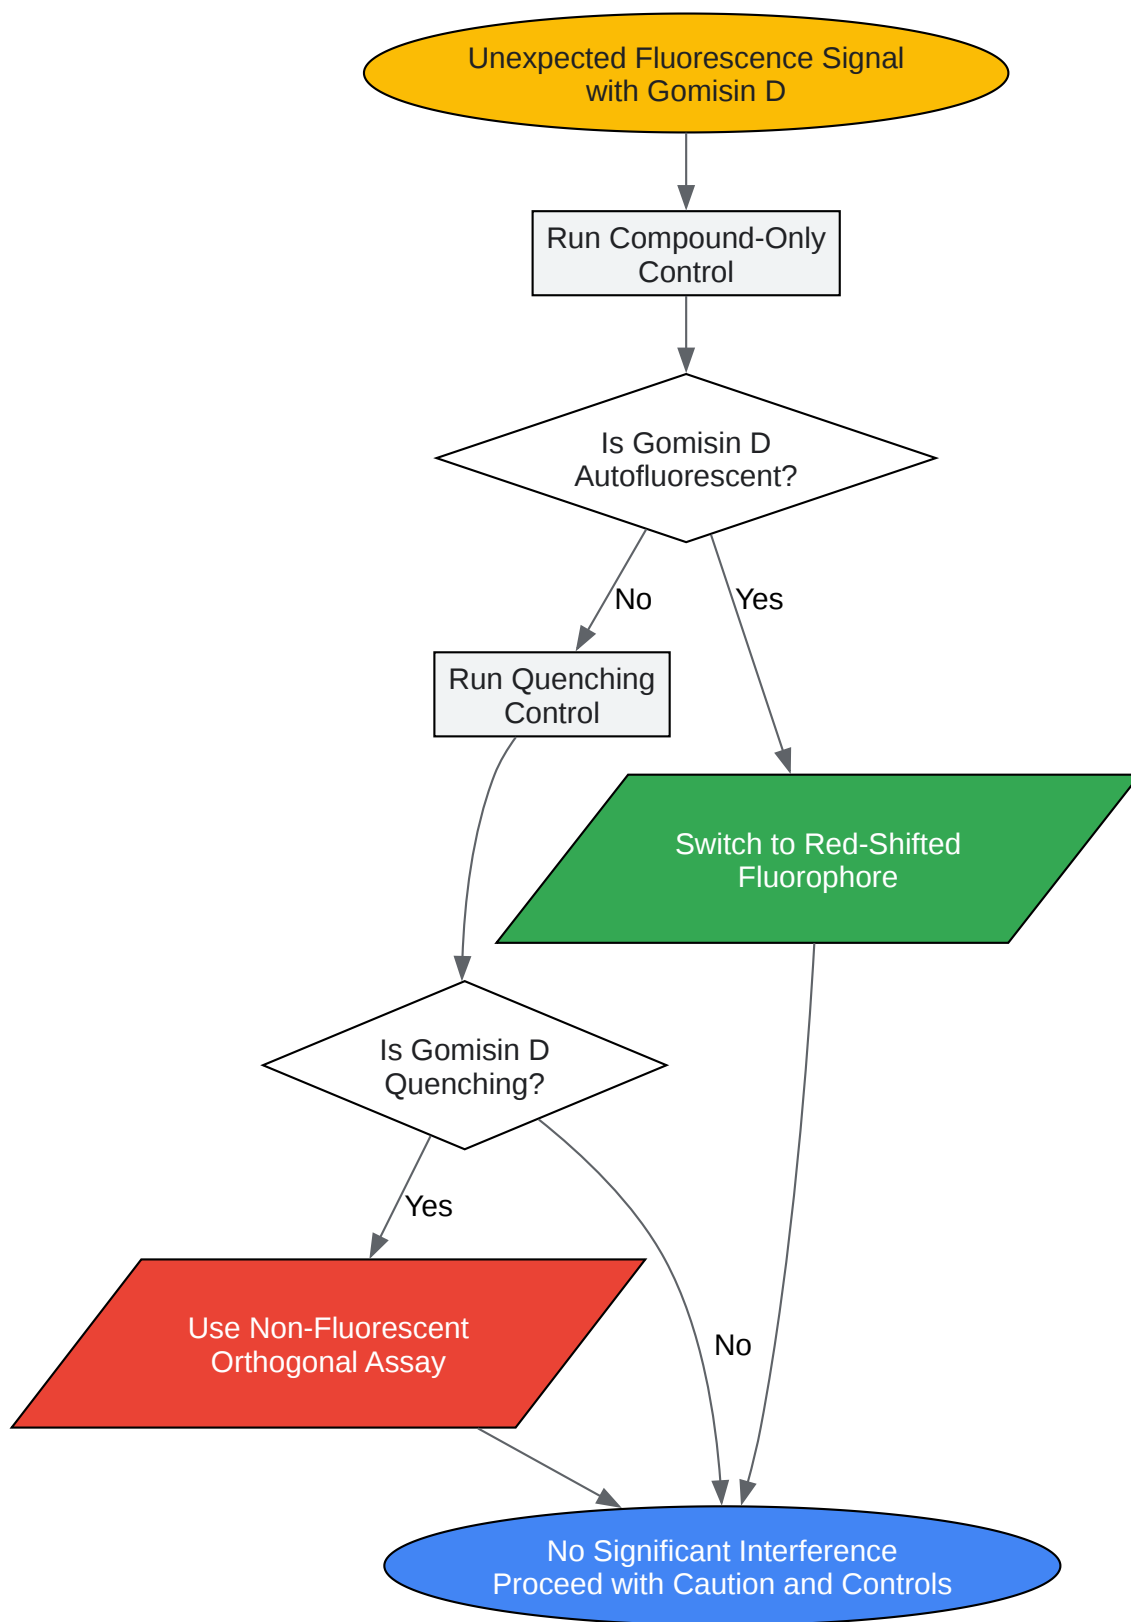 Unexpected Fluorescence Signal
with Gomisin D
Run Compound-Only
Control
Is Gomisin D
Autofluorescent?
No
Yes
Run Quenching
Control
Switch to Red-Shifted
Fluorophore
Is Gomisin D
Quenching?
Yes
Use Non-Fluorescent
Orthogonal Assay
No
No Significant Interference
Proceed with Caution and Controls